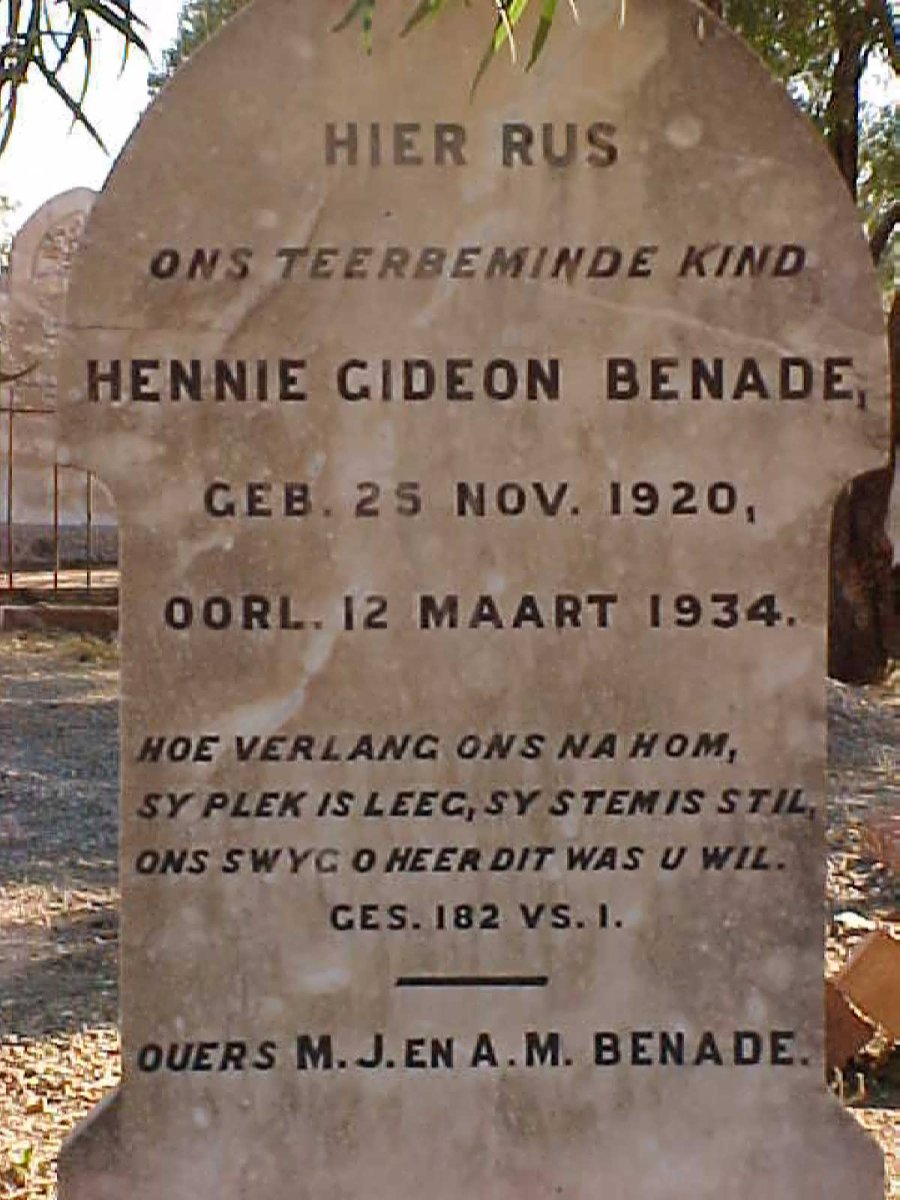 HIER RUS
ONS TEERBEMINDE KIND
HENNIE GIDEON BENADE,
GEB. 25 NOV. 1920,
OORL. 12 MAART 1934.
HOE VERLANG ONS NA HOM,
SY PLEK IS LEEG, SY STEM IS STIL,
ONS SWYG O HEER DIT WAS U WIL.
GES. 182 VS. 1.
OUERS M. J. EN A. M. BENADE.